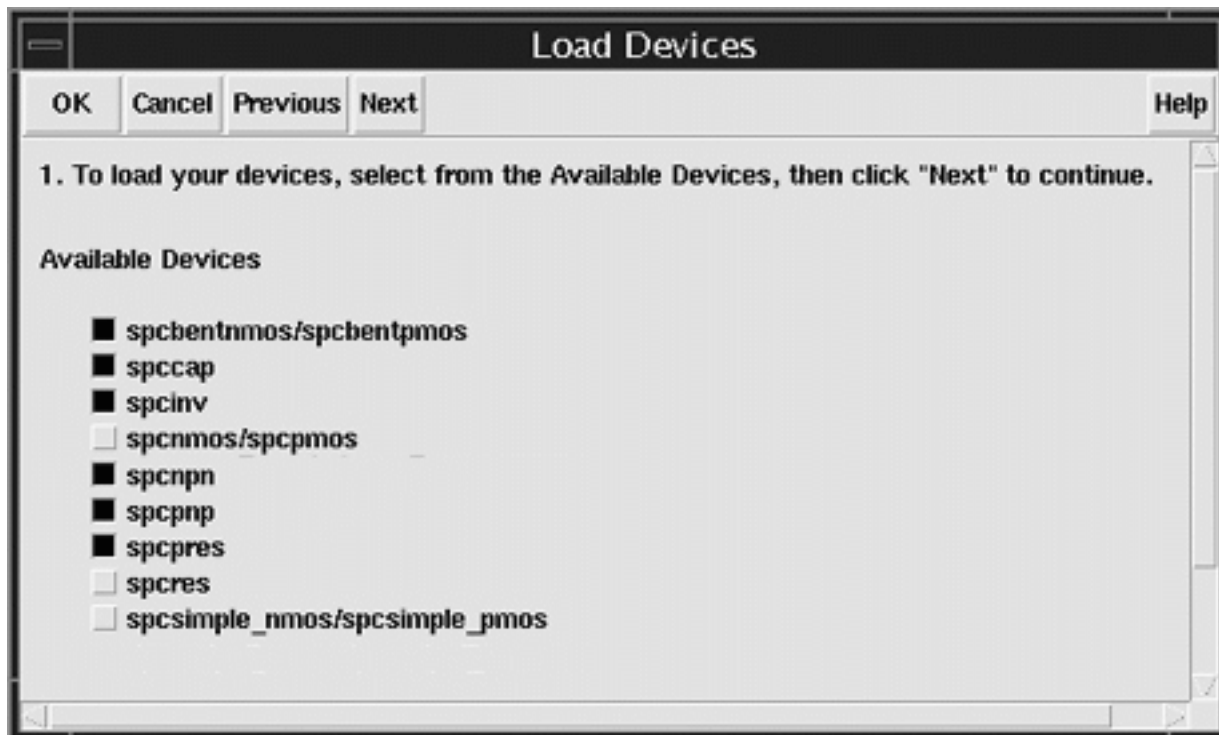 Load Devices
OK Cancel Previous Next Help
1. To load your devices, select from the Available Devices, then click "Next" to continue.
Available Devices
spcbentnmos/spcbentpmos
spccap
spcinv
spcnmos/spcpmos
spcnpn
spcpnp
spcpres
spcres
spcsimple_nmos/spcsimple_pmos